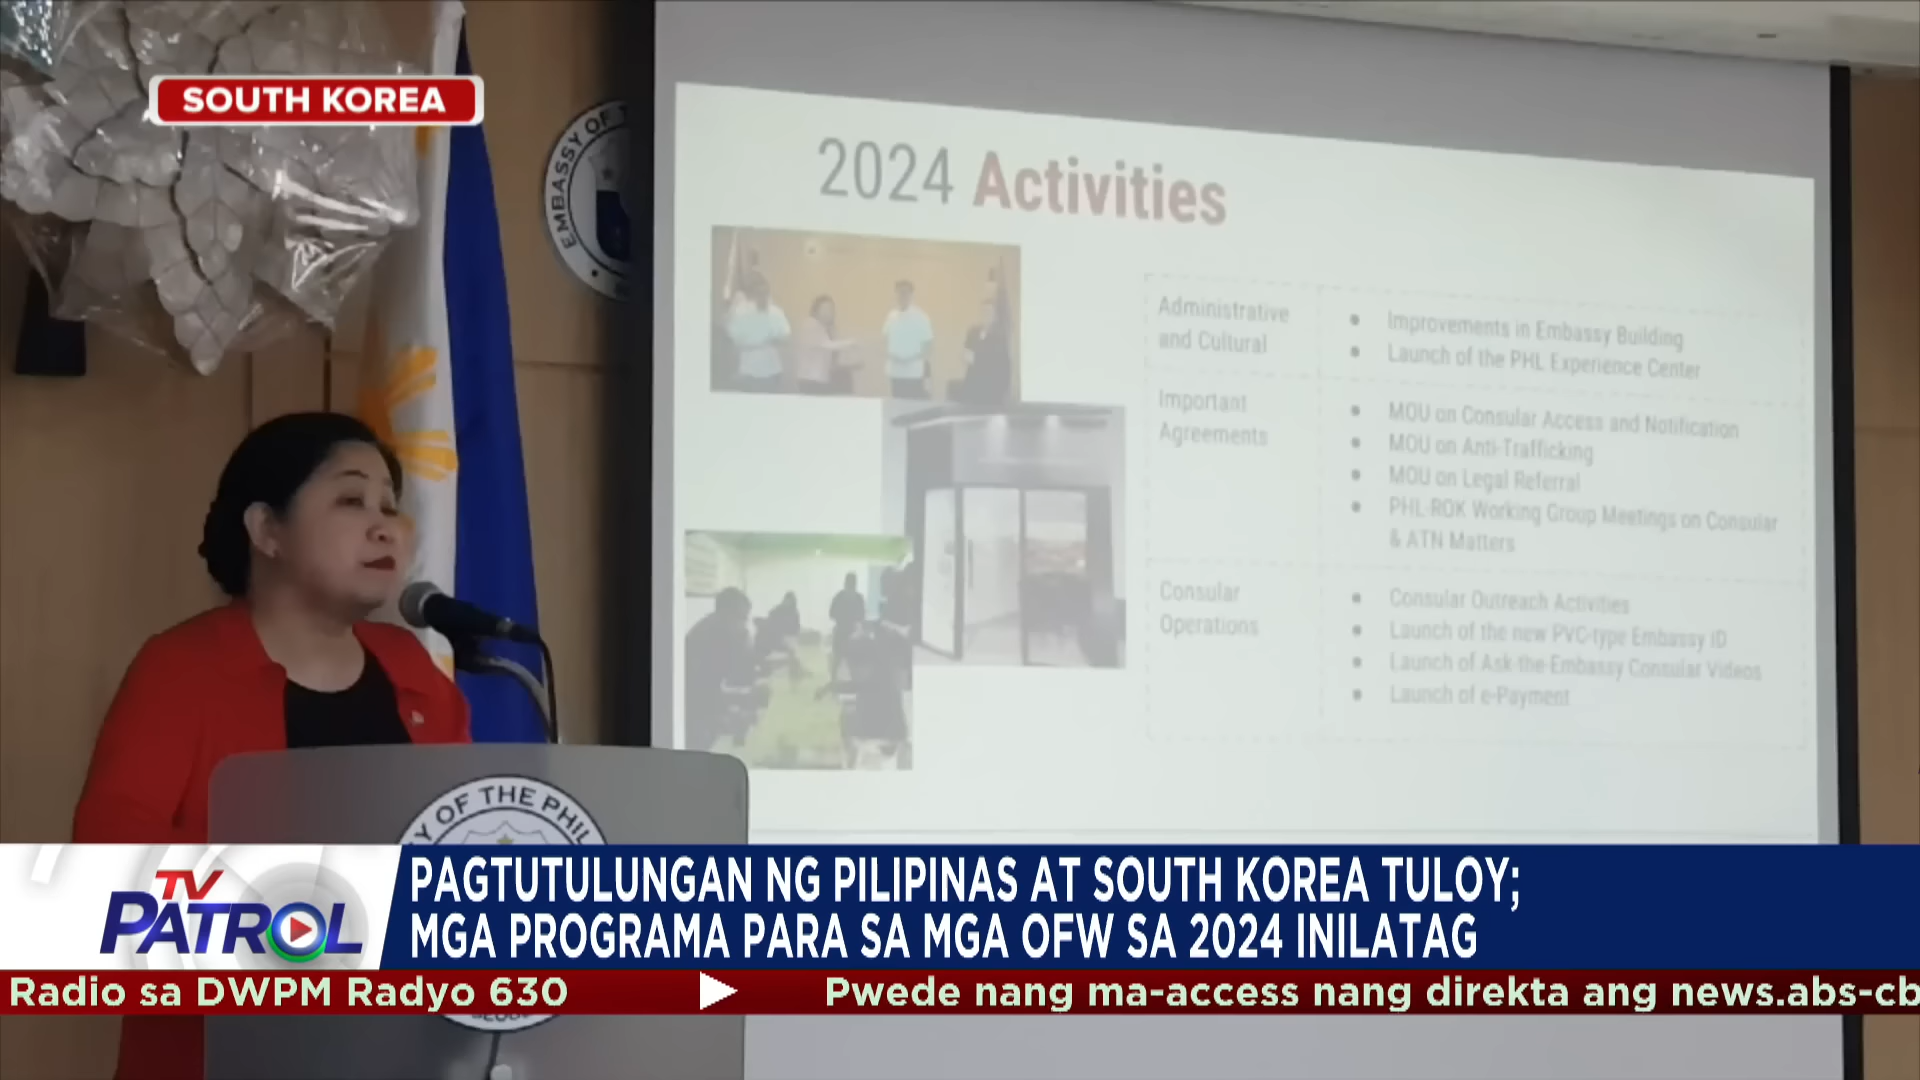 SOUTH KOREA
EMBASSY OF
2024 Activities
Administrative
and Cultural
● Improvements in Embassy Building
● Launch of the PHL Experience Center
Important
Agreements
● MOU on Consular Access and Notification
● MOU on Anti-Trafficking
● MOU on Legal Referral
● PHL-ROK Working Group Meetings on Consular
& ATN Matters
Consular
Operations
● Consular Outreach Activities
● Launch of the new PVC-type Embassy ID
● Launch of Ask-the-Embassy Consular Videos
● Launch of e-Payment
Y OF THE PHIL
TV
PATROL
PAGTUTULUNGAN NG PILIPINAS AT SOUTH KOREA TULOY;
MGA PROGRAMA PARA SA MGA OFW SA 2024 INILATAG
Radio sa DWPM Radyo 630 Pwede nang ma-access nang direkta ang news.abs-cb